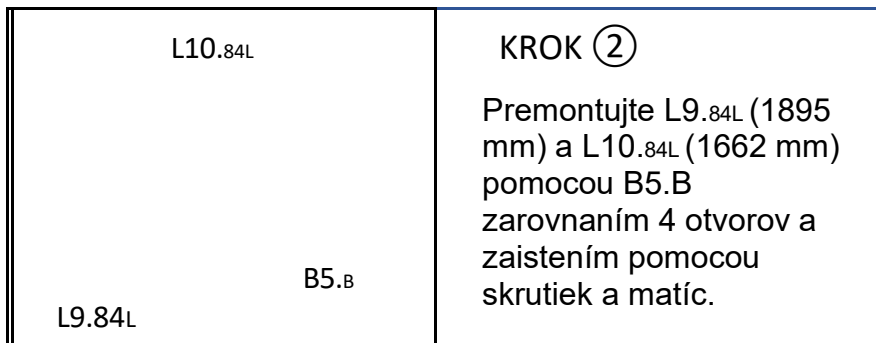 L10.84L
B5.B
L9.84L
KROK ②
Premontujte L9.84L (1895
mm) a L10.84L (1662 mm)
pomocou B5.B
zarovnaním 4 otvorov a
zaistením pomocou
skrutiek a matíc.